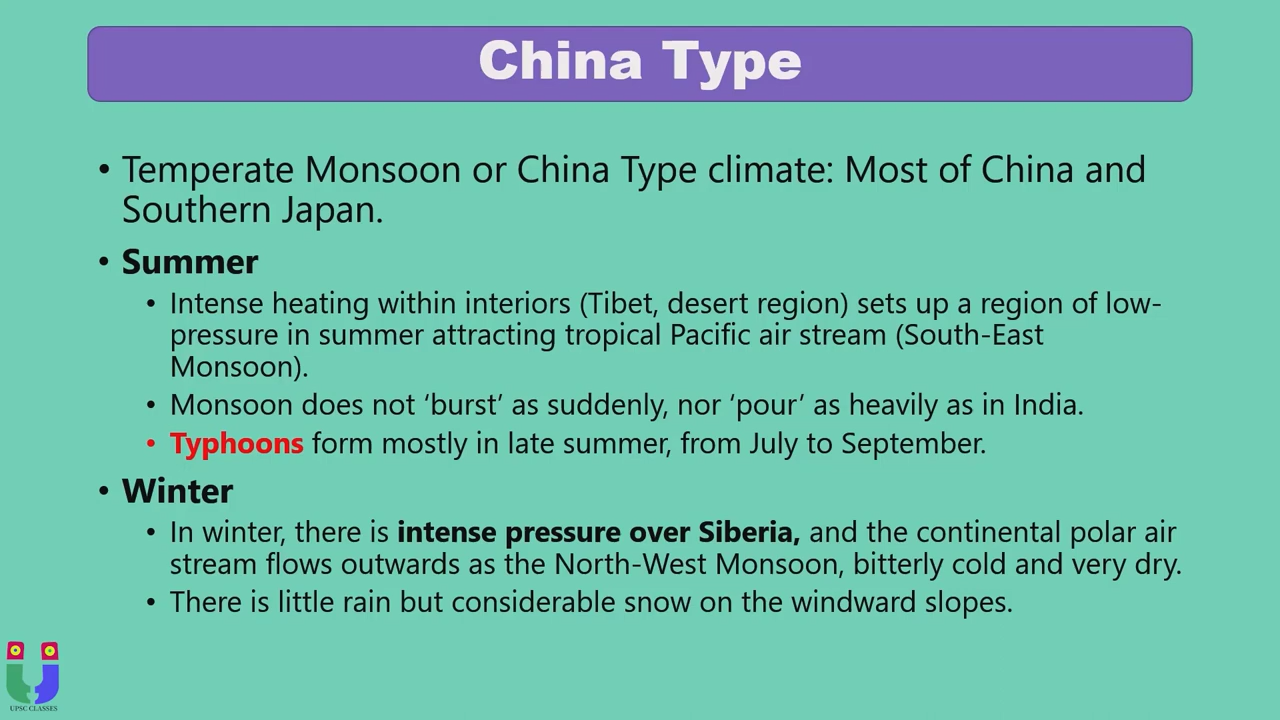 China Type
• Temperate Monsoon or China Type climate: Most of China and
Southern Japan.
• Summer
• Intense heating within interiors (Tibet, desert region) sets up a region of low-
pressure in summer attracting tropical Pacific air stream (South-East
Monsoon).
• Monsoon does not ‘burst’ as suddenly, nor ‘pour’ as heavily as in India.
• Typhoons form mostly in late summer, from July to September.
• Winter
• In winter, there is intense pressure over Siberia, and the continental polar air
stream flows outwards as the North-West Monsoon, bitterly cold and very dry.
• There is little rain but considerable snow on the windward slopes.
UPSC CLASSES